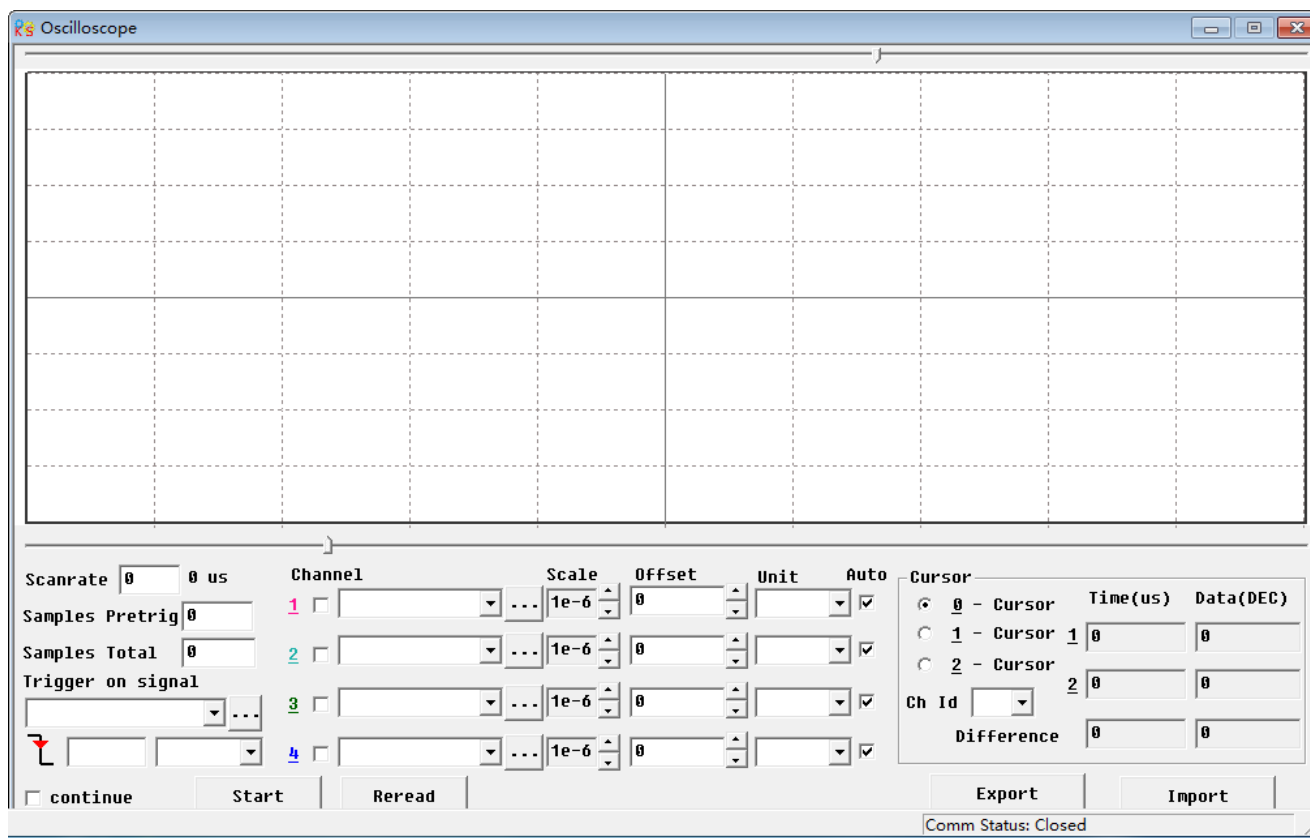 Oscilloscope
Scanrate 0 0 us
Samples Pretrig 0
Samples Total 0
Trigger on signal
...
continue
Start
Reread
Channel Scale Offset Unit Auto
1 ... 1e-6 0
2 ... 1e-6 0
3 ... 1e-6 0
4 ... 1e-6 0
Cursor
Time(us) Data(DEC)
0 - Cursor
1 - Cursor 1 0 0
2 - Cursor
2 0 0
Ch Id
Difference 0 0
Export
Import
Comm Status: Closed